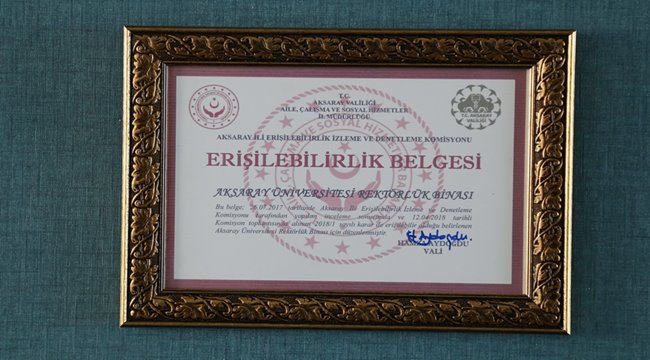 T.C.
AKSARAY VALİLİĞİ
AİLE, ÇALIŞMA VE SOSYAL HİZMETLER
İL MÜDÜRLÜĞÜ
T.C. AKSARAY
VALİLİĞİ
AKSARAY İLİ ERİŞİLEBİLİRLİK İZLEME VE DENETLEME KOMİSYONU
ERİŞİLEBİLİRLİK BELGESİ
AKSARAY ÜNİVERSİTESİ REKTÖRLÜK BİNASI
Bu belge; 26.07.2017 tarihinde Aksaray İli Erişilebilirlik İzleme ve Denetleme
Komisyonu tarafından yapılan inceleme sonucunda ve 12/04/2018 tarihli
Komisyon toplantısında alınan 2018/1 sayılı karar ile erişilebilir olduğu belirlenen
Aksaray Üniversitesi Rektörlük Binası için düzenlenmiştir.
HAMZA AYDOĞDU
VALİ